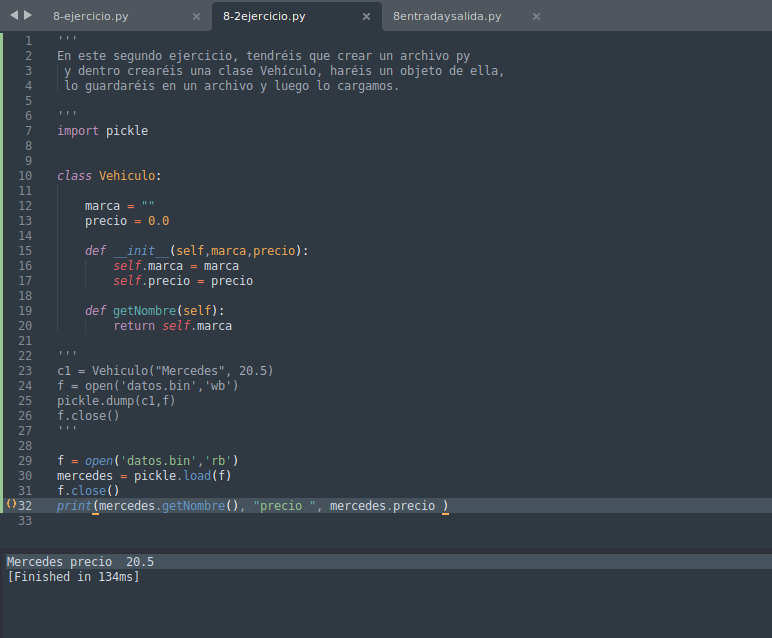 8-ejercicio.py × 8-2ejercicio.py × 8entradaysalida.py ×
1 '''
2 En este segundo ejercicio, tendréis que crear un archivo py
3 y dentro crearéis una clase Vehículo, haréis un objeto de ella,
4 lo guardaréis en un archivo y luego lo cargamos.
5
6 '''
7 import pickle
8
9
10 class Vehiculo:
11
12 marca = ""
13 precio = 0.0
14
15 def __init__(self,marca,precio):
16 self.marca = marca
17 self.precio = precio
18
19 def getNombre(self):
20 return self.marca
21
22 '''
23 c1 = Vehiculo("Mercedes", 20.5)
24 f = open('datos.bin','wb')
25 pickle.dump(c1,f)
26 f.close()
27 '''
28
29 f = open('datos.bin','rb')
30 mercedes = pickle.load(f)
31 f.close()
32 print(mercedes.getNombre(), "precio ", mercedes.precio )
33
Mercedes precio  20.5
[Finished in 134ms]